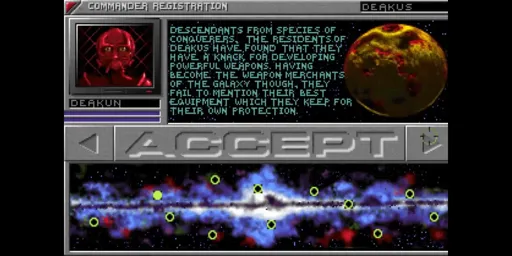 COMMANDER REGISTRATION
DEAKUS
DESCENDANTS FROM SPECIES OF
CONQUERERS, THE RESIDENTS OF
DEAKUS HAVE FOUND THAT THEY
HAVE A KNACK FOR DEVELOPING
POWERFUL WEAPONS. HAVING
BECOME THE WEAPON MERCHANTS
OF THE GALAXY THOUGH, THEY
FAIL TO MENTION THEIR BEST
EQUIPMENT WHICH THEY KEEP FOR
THEIR OWN PROTECTION.
DEAKUN
ACCEPT